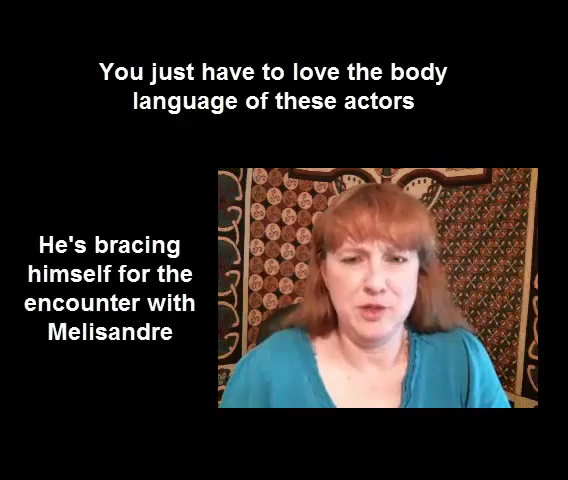 You just have to love the body
language of these actors
He's bracing
himself for the
encounter with
Melisandre